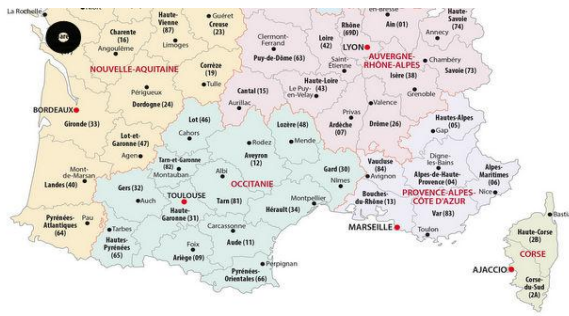 La Rochelle
Haute-
Vienne
(87)
Guéret
Creuse
(23)
Charente
(16)
Angoulême
Limoges
NOUVELLE-AQUITAINE
Corrèze
(19)
Tulle
Périgueux
Dordogne (24)
BORDEAUX
Gironde (33)
Lot-et-
Garonne
(47)
Agen
Mont-
de-Marsan
Landes (40)
Pyrénées-
Atlantiques
(64)
Pau
en-Bresse
Ain (01)
Haute-
Savoie
(74)
Annecy
Rhône
(69D)
Loire
(42)
LYON
Clermont-
Ferrand
Puy-de-Dôme (63)
Saint-
Etienne
AUVERGNE-
RHÔNE-ALPES
Chambéry
Savoie (73)
Isère (38)
Grenoble
Haute-Loire
(43)
Le Puy-
en-Velay
Cantal (15)
Aurillac
Privas
Valence
Ardèche
(07)
Drôme (26)
Lot (46)
Cahors
Lozère (48)
Mende
Rodez
Aveyron
(12)
Tarn-et-Garonne
(82)
Montauban
Albi
Gard (30)
Nîmes
OCCITANIE
Gers (32)
Auch
TOULOUSE
Tarn (81)
Montpellier
Hérault (34)
Haute-
Garonne (31)
Tarbes
Hautes-
Pyrénées
(65)
Carcassonne
Aude (11)
Foix
Ariège (09)
Perpignan
Pyrénées-
Orientales (66)
Hautes-Alpes
(05)
Gap
Digne-
les-Bains
Alpes-de-Haute-
Provence (04)
Alpes-
Maritimes
(06)
Nice
Vaucluse
(84)
Avignon
Bouches-
du-Rhône (13)
PROVENCE-ALPES-
CÔTE D'AZUR
Var (83)
MARSEILLE
Toulon
Haute-Corse
(2B)
CORSE
AJACCIO
Corse-
du-Sud
(2A)